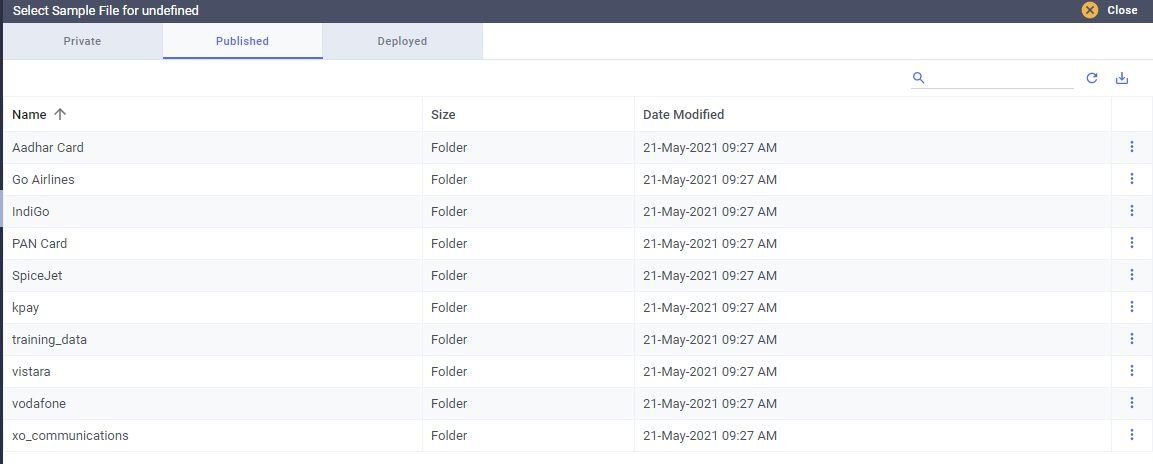 Select Sample File for undefined Close
Private Published Deployed
Name Size Date Modified
Aadhar Card Folder 21-May-2021 09:27 AM
Go Airlines Folder 21-May-2021 09:27 AM
IndiGo Folder 21-May-2021 09:27 AM
PAN Card Folder 21-May-2021 09:27 AM
SpiceJet Folder 21-May-2021 09:27 AM
kpay Folder 21-May-2021 09:27 AM
training_data Folder 21-May-2021 09:27 AM
vistara Folder 21-May-2021 09:27 AM
vodafone Folder 21-May-2021 09:27 AM
xo_communications Folder 21-May-2021 09:27 AM